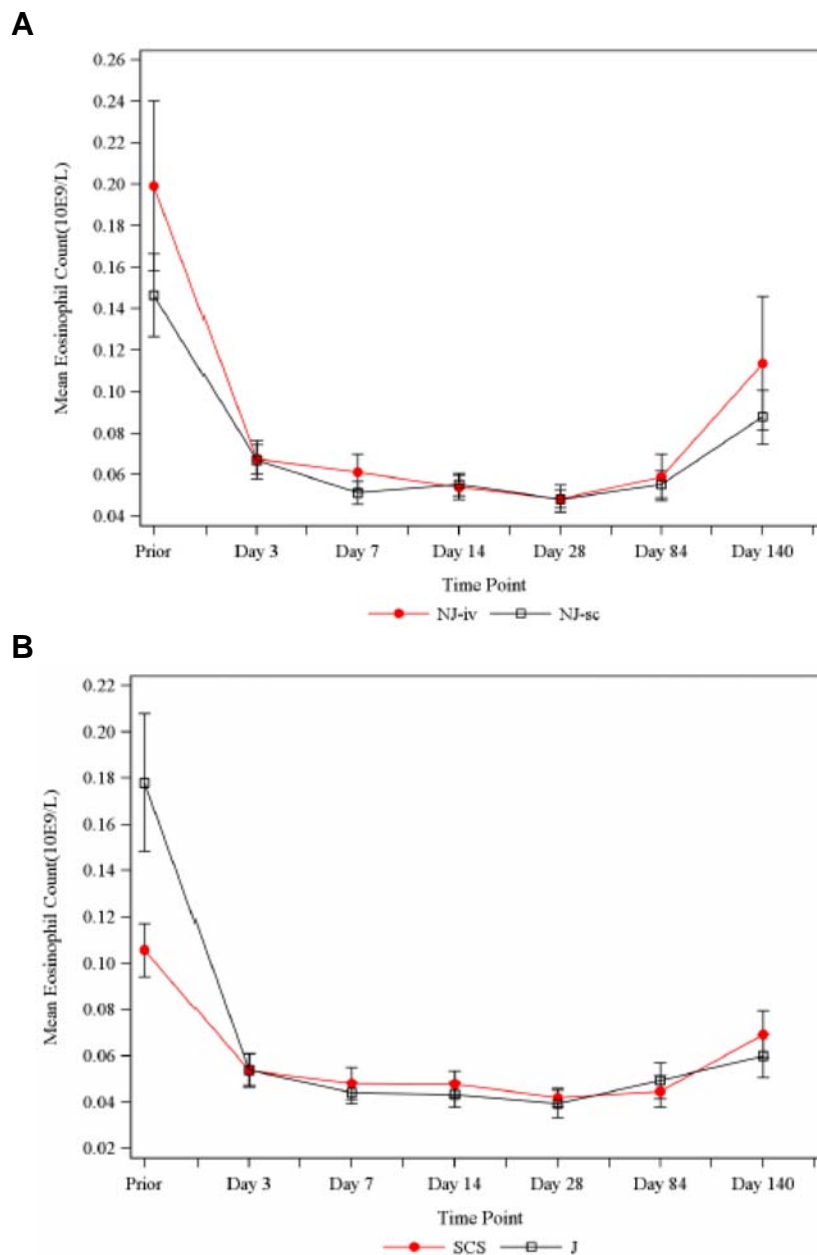 A
0.26
0.24
0.22
0.20
0.18
0.16
0.14
0.12
0.10
0.08
0.06
0.04
Mean Eosinophil Count(10E9/L)
Prior Day 3 Day 7 Day 14 Day 28 Day 84 Day 140
Time Point
NJ-iv NJ-sc
B
0.22
0.20
0.18
0.16
0.14
0.12
0.10
0.08
0.06
0.04
0.02
Mean Eosinophil Count(10E9/L)
Prior Day 3 Day 7 Day 14 Day 28 Day 84 Day 140
Time Point
SCS J